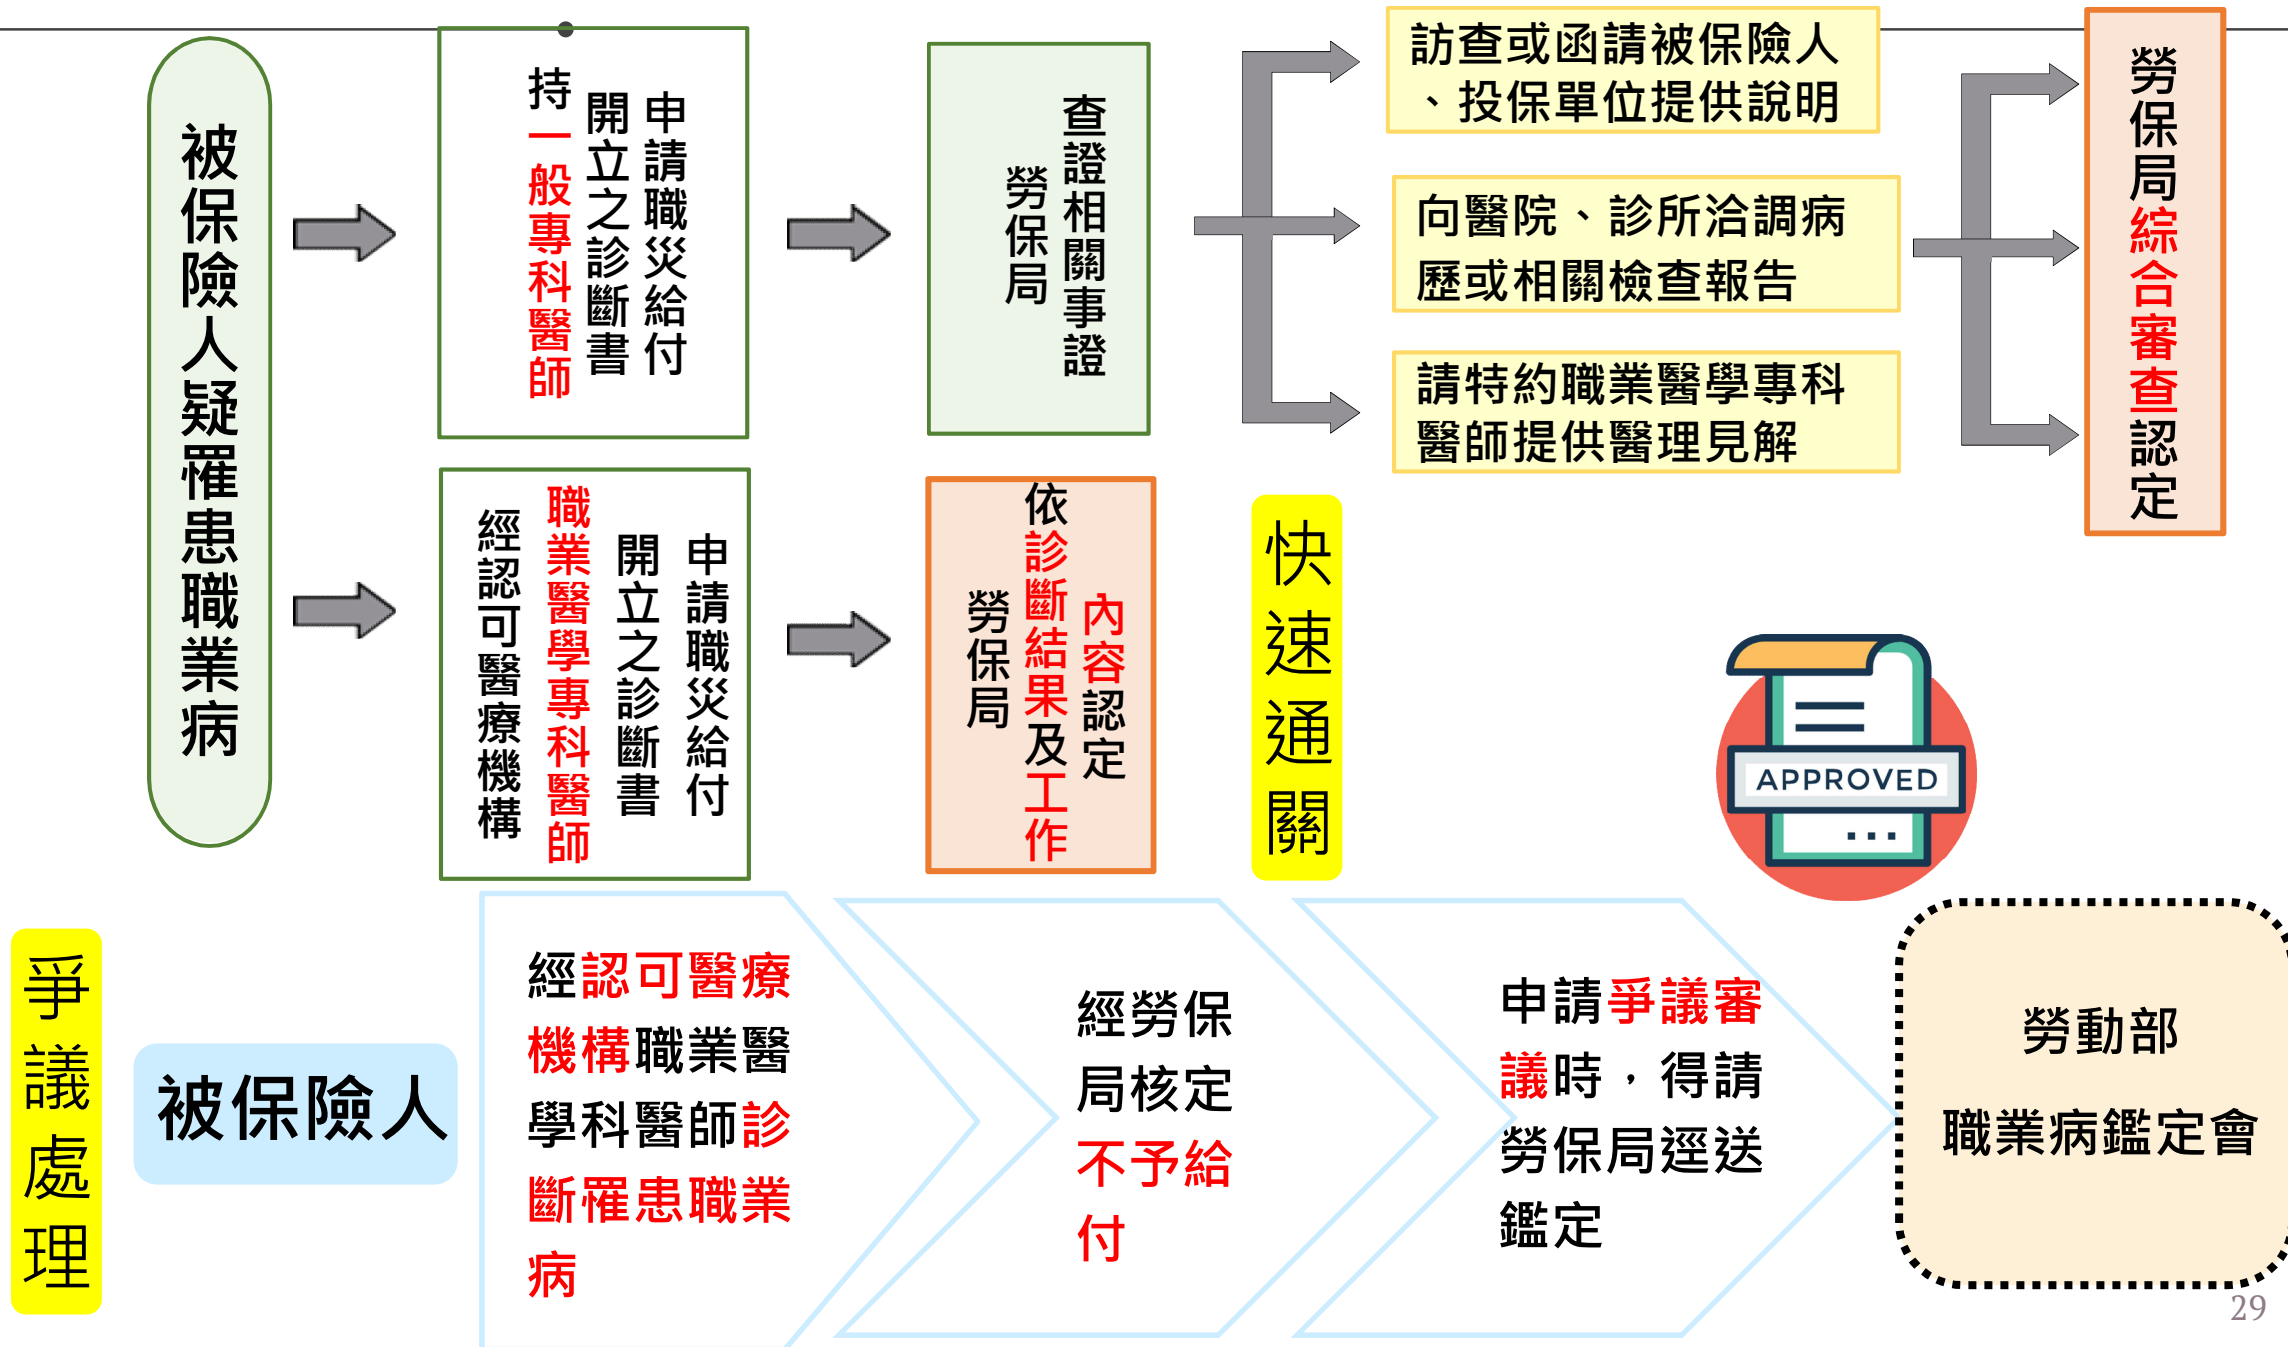 被保險人疑罹患職業病
持一般專科醫師
開立之診斷書
申請職災給付
勞保局
查證相關事證
訪查或函請被保險人
、投保單位提供說明
向醫院、診所洽調病
歷或相關檢查報告
請特約職業醫學專科
醫師提供醫理見解
勞保局綜合審查認定
經認可醫療機構
職業醫學專科醫師
開立之診斷書
申請職災給付
勞保局
依診斷結果及工作
內容認定
快速通關
APPROVED
爭議處理
被保險人
經認可醫療
機構職業醫
學科醫師診
斷罹患職業
病
經勞保
局核定
不予給
付
申請爭議審
議時，得請
勞保局逕送
鑑定
勞動部
職業病鑑定會
29